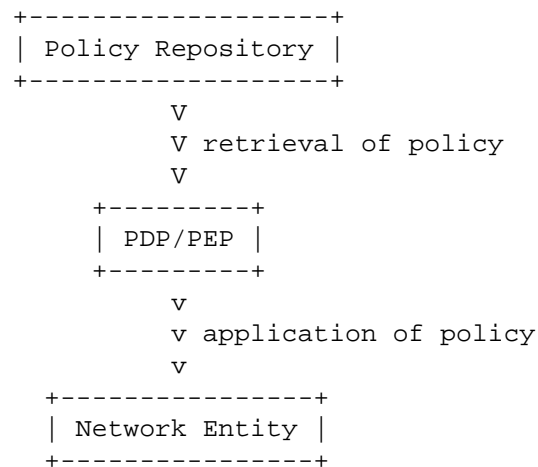 +-------------------+
| Policy Repository |
+-------------------+
V
V retrieval of policy
V
+---------+
| PDP/PEP |
+---------+
v
v application of policy
v
+----------------+
| Network Entity |
+----------------+